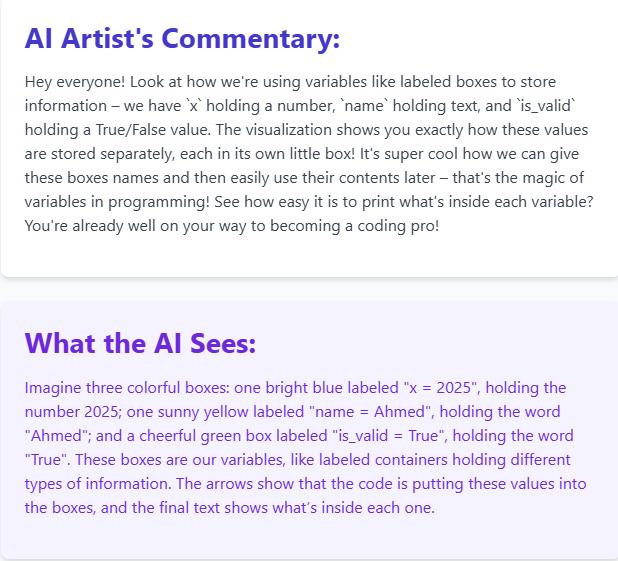 AI Artist's Commentary:
Hey everyone! Look at how we're using variables like labeled boxes to store
information – we have `x` holding a number, `name` holding text, and `is_valid`
holding a True/False value. The visualization shows you exactly how these values
are stored separately, each in its own little box! It's super cool how we can give
these boxes names and then easily use their contents later – that's the magic of
variables in programming! See how easy it is to print what's inside each variable?
You're already well on your way to becoming a coding pro!
What the AI Sees:
Imagine three colorful boxes: one bright blue labeled "x = 2025", holding the
number 2025; one sunny yellow labeled "name = Ahmed", holding the word
"Ahmed"; and a cheerful green box labeled "is_valid = True", holding the word
"True". These boxes are our variables, like labeled containers holding different
types of information. The arrows show that the code is putting these values into
the boxes, and the final text shows what's inside each one.